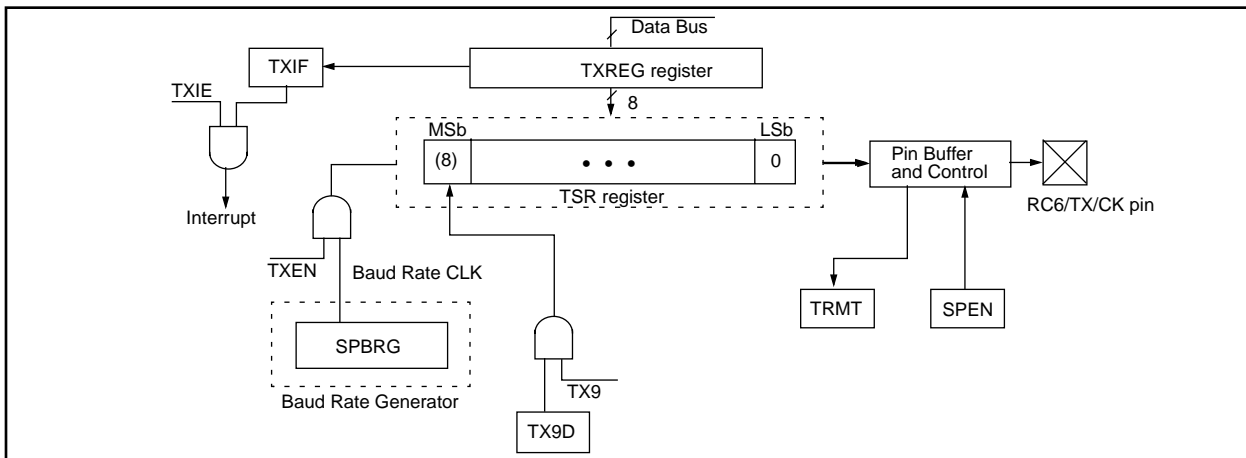 Data Bus
TXIF
TXREG register
TXIE
8
MSb
LSb
(8)
• • •
0
Pin Buffer
and Control
TSR register
Interrupt
RC6/TX/CK pin
TXEN
Baud Rate CLK
TRMT
SPEN
SPBRG
TX9
Baud Rate Generator
TX9D